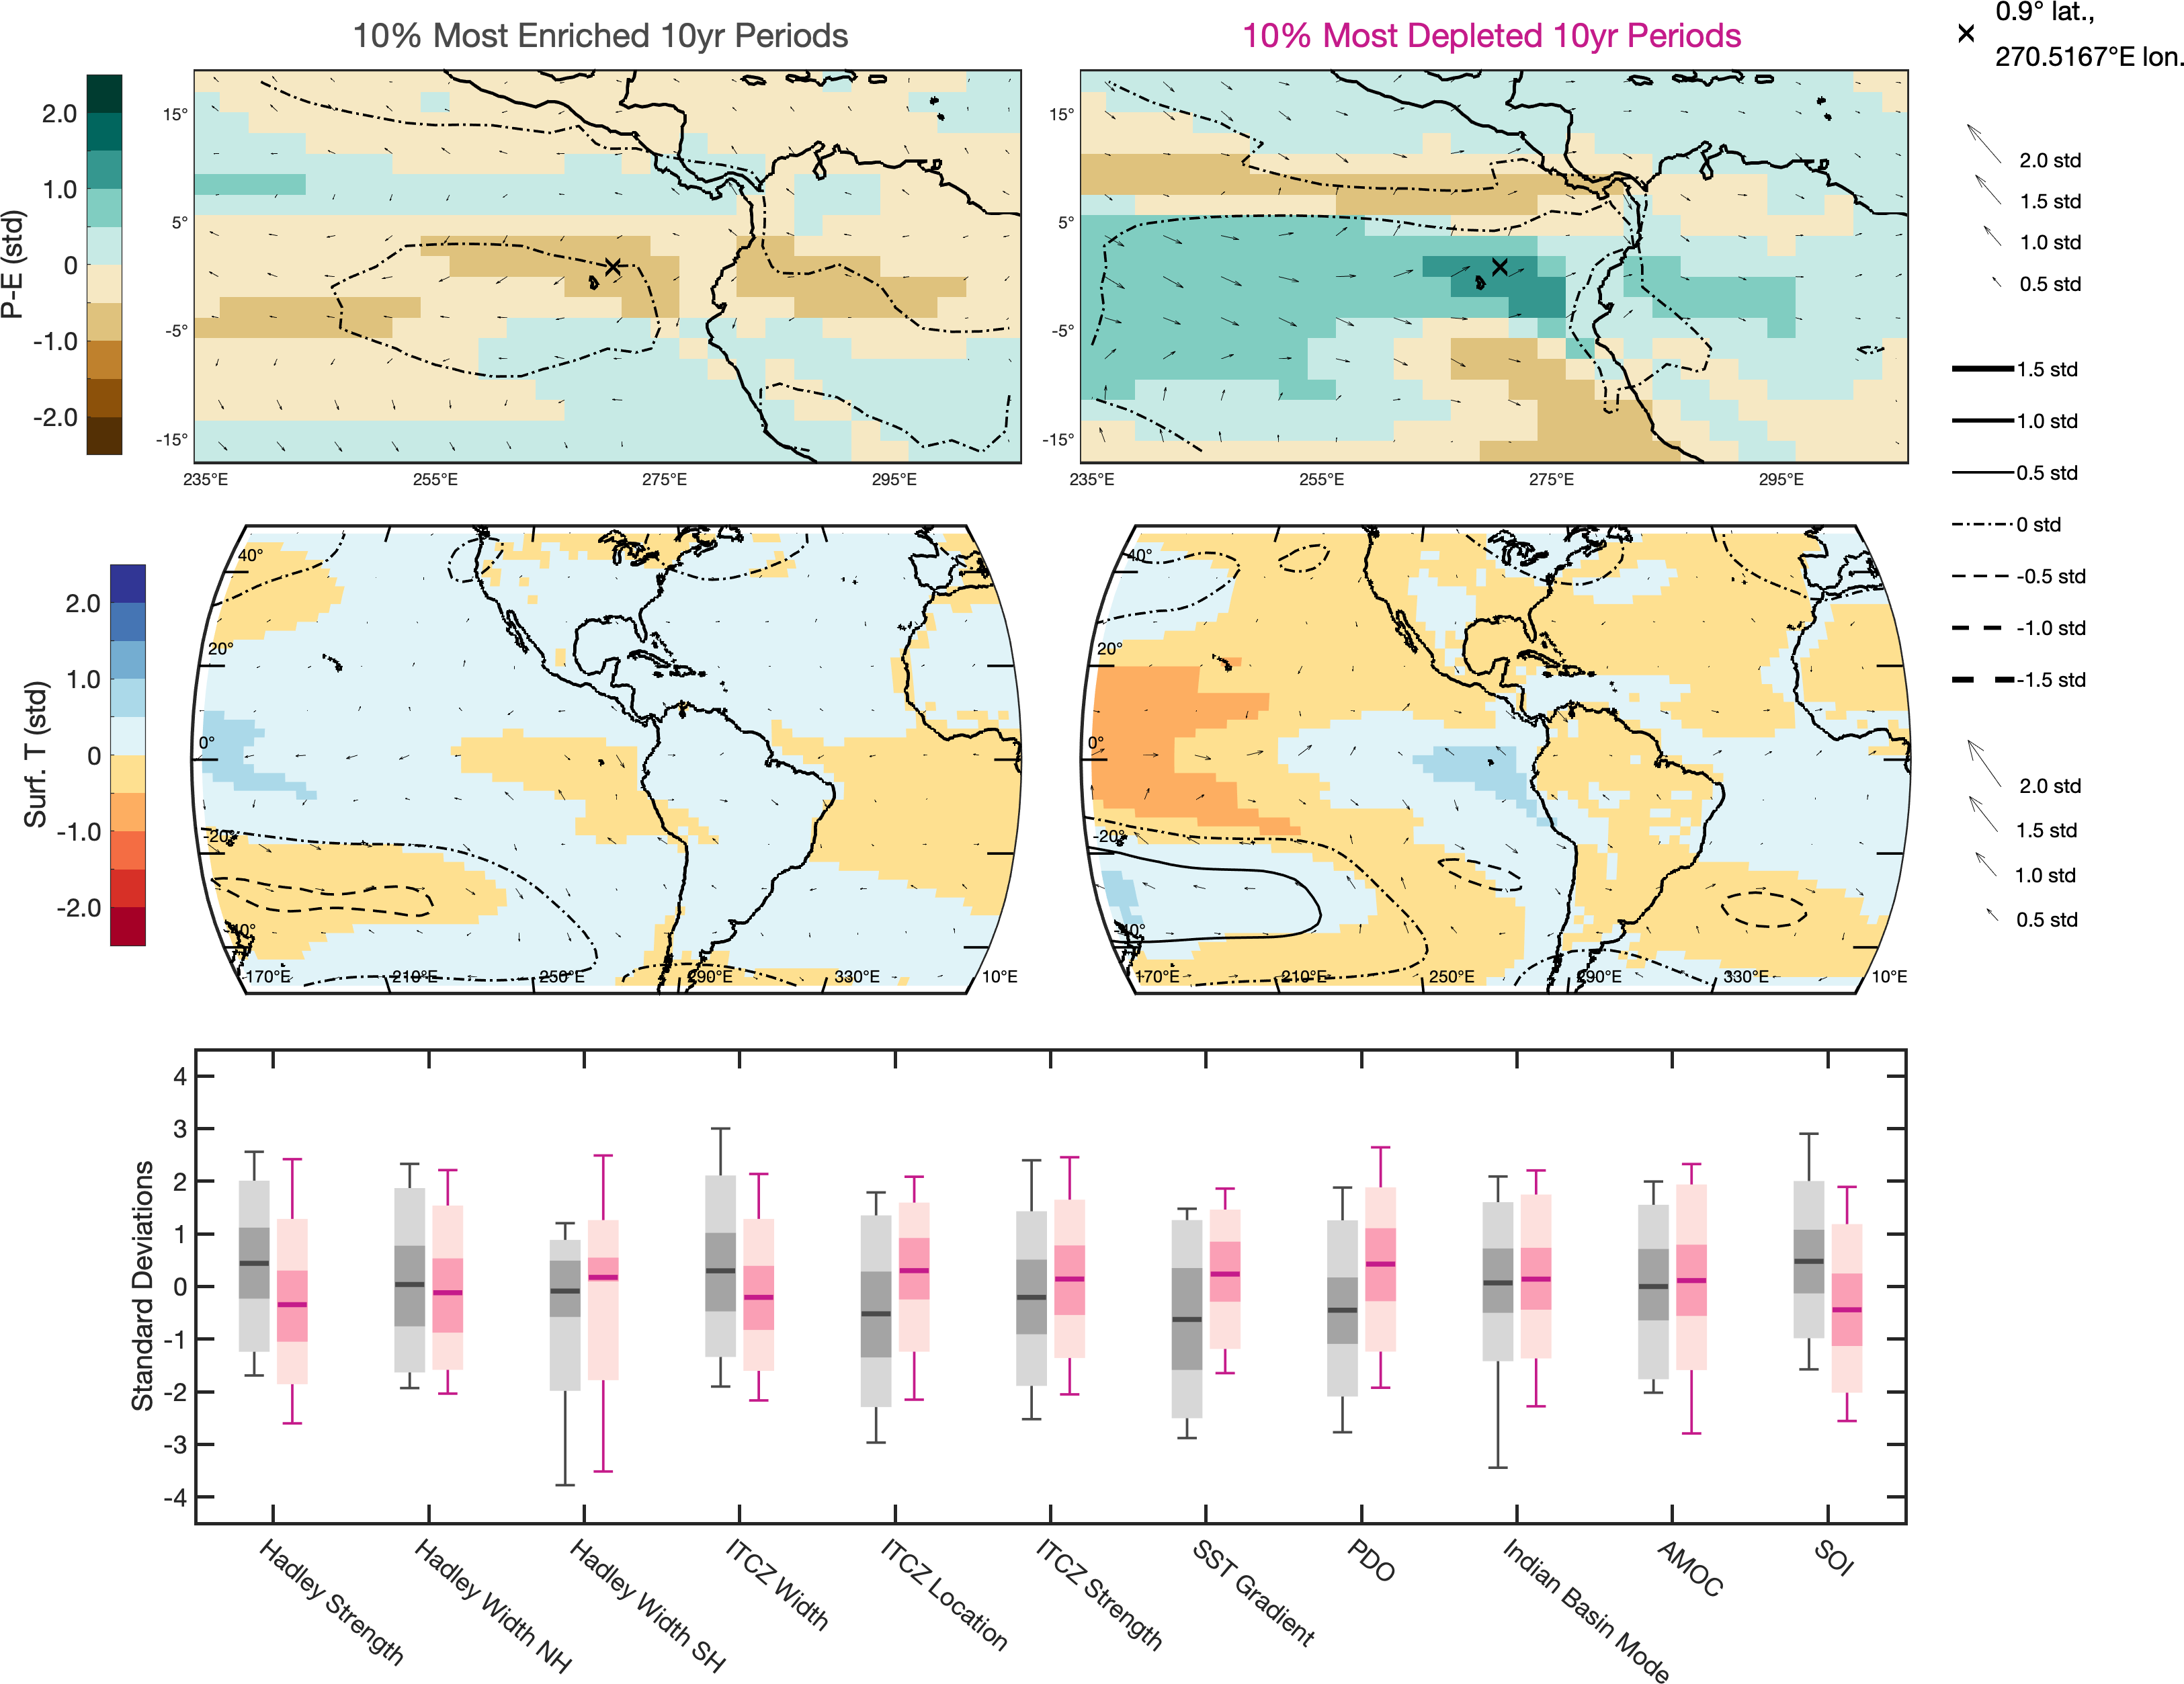 10% Most Enriched 10yr Periods
10% Most Depleted 10yr Periods
0.9° lat.,
270.5167°E lon.
P-E (std)
2.0
1.0
0
-1.0
-2.0
15°
5°
-5°
-15°
235°E
255°E
275°E
295°E
15°
5°
-5°
-15°
235°E
255°E
275°E
295°E
2.0 std
1.5 std
1.0 std
0.5 std
1.5 std
1.0 std
0.5 std
0 std
-0.5 std
-1.0 std
-1.5 std
2.0 std
1.5 std
1.0 std
0.5 std
Surf. T (std)
2.0
1.0
0
-1.0
-2.0
40°
20°
0°
-20°
-40°
170°E
210°E
250°E
290°E
330°E
10°E
40°
20°
0°
-20°
-40°
170°E
210°E
250°E
290°E
330°E
10°E
Standard Deviations
4
3
2
1
0
-1
-2
-3
-4
Hadley Strength
Hadley Width NH
Hadley Width SH
ITCZ Width
ITCZ Location
ITCZ Strength
SST Gradient
PDO
Indian Basin Mode
AMOC
SOI